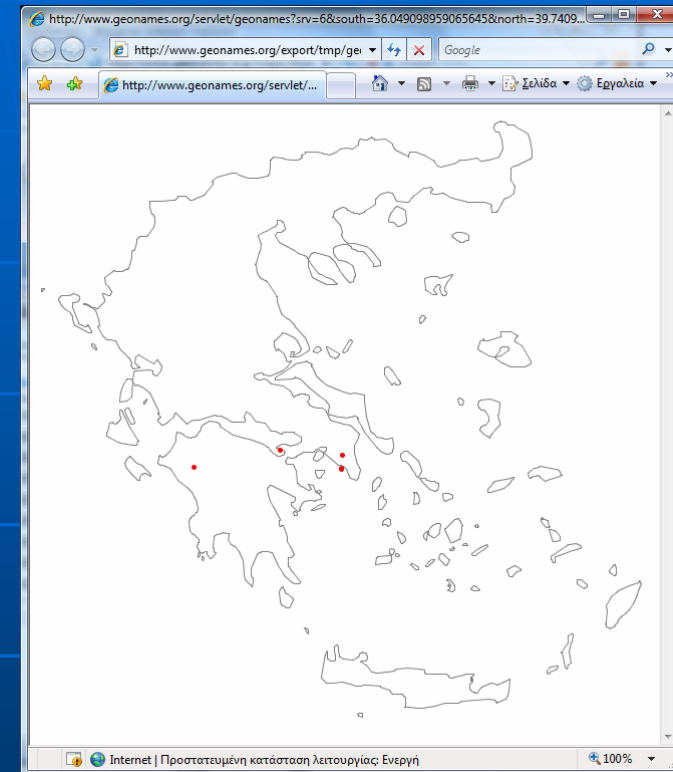 http://www.geonames.org/servlet/geonames?srv=6&south=36.049098959065645&north=39.7409...
http://www.geonames.org/export/tmp/geo
Google
http://www.geonames.org/servlet/...
Σελίδα
Εργαλεία
Internet | Προστατευμένη κατάσταση λειτουργίας: Ενεργή
100%